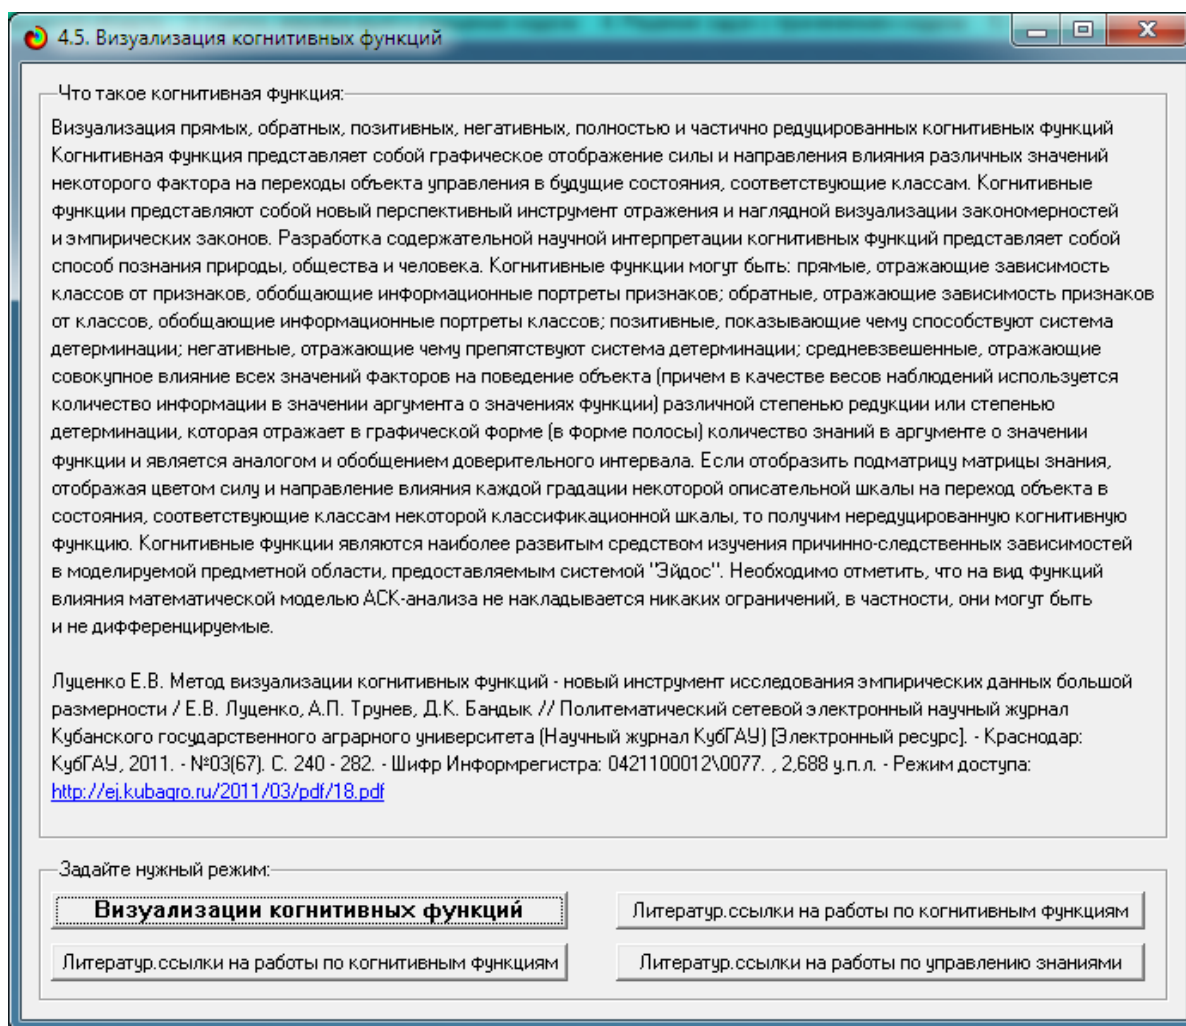 4.5. Визуализация когнитивных функций
Что такое когнитивная функция:
Визуализация прямых, обратных, позитивных, негативных, полностью и частично редуцированных когнитивных функций
Когнитивная функция представляет собой графическое отображение силы и направления влияния различных значений
некоторого фактора на переходы объекта управления в будущие состояния, соответствующие классам. Когнитивные
функции представляют собой новый перспективный инструмент отражения и наглядной визуализации закономерностей
и эмпирических законов. Разработка содержательной научной интерпретации когнитивных функций представляет собой
способ познания природы, общества и человека. Когнитивные функции могут быть: прямые, отражающие зависимость
классов от признаков, обобщающие информационные портреты признаков; обратные, отражающие зависимость признаков
от классов, обобщающие информационные портреты классов; позитивные, показывающие чему способствуют система
детерминации; негативные, отражающие чему препятствуют система детерминации; средневзвешенные, отражающие
совокупное влияние всех значений факторов на поведение объекта (причем в качестве весов наблюдений используется
количество информации в значении аргумента о значениях функции) различной степенью редукции или степенью
детерминации, которая отражает в графической форме (в форме полосы) количество знаний в аргументе о значении
функции и является аналогом и обобщением доверительного интервала. Если отобразить подматрицу матрицы знания,
отображая цветом силу и направление влияния каждой градации некоторой описательной шкалы на переход объекта в
состояния, соответствующие классам некоторой классификационной шкалы, то получим нередуцированную когнитивную
функцию. Когнитивные функции являются наиболее развитым средством изучения причинно-следственных зависимостей
в моделируемой предметной области, предоставляемым системой "Эйдос". Необходимо отметить, что на вид функций
влияния математической моделью АСК-анализа не накладывается никаких ограничений, в частности, они могут быть
и не дифференцируемые.
Луценко Е.В. Метод визуализации когнитивных функций - новый инструмент исследования эмпирических данных большой
размерности / Е.В. Луценко, А.П. Трунев, Д.К. Бандык // Политематический сетевой электронный научный журнал
Кубанского государственного аграрного университета (Научный журнал КубГАУ) [Электронный ресурс]. - Краснодар:
КубГАУ, 2011. - №03(67). С. 240 - 282. - Шифр Информрегистра: 0421100012\0077. , 2,688 у.п.л. - Режим доступа:
http://ej.kubagro.ru/2011/03/pdf/18.pdf
Задайте нужный режим:
Визуализации когнитивных функций
Литератур.ссылки на работы по когнитивным функциям
Литератур.ссылки на работы по когнитивным функциям
Литератур.ссылки на работы по управлению знаниями